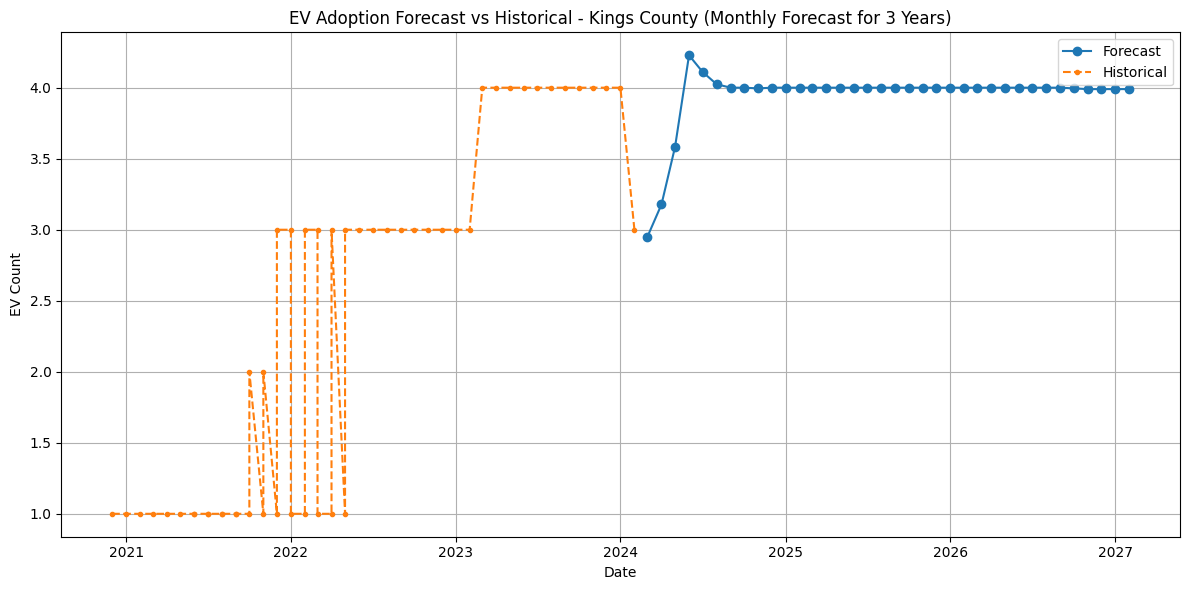 EV Adoption Forecast vs Historical - Kings County (Monthly Forecast for 3 Years)
Forecast
Historical
EV Count
4.0
3.5
3.0
2.5
2.0
1.5
1.0
2021 2022 2023 2024 2025 2026 2027
Date